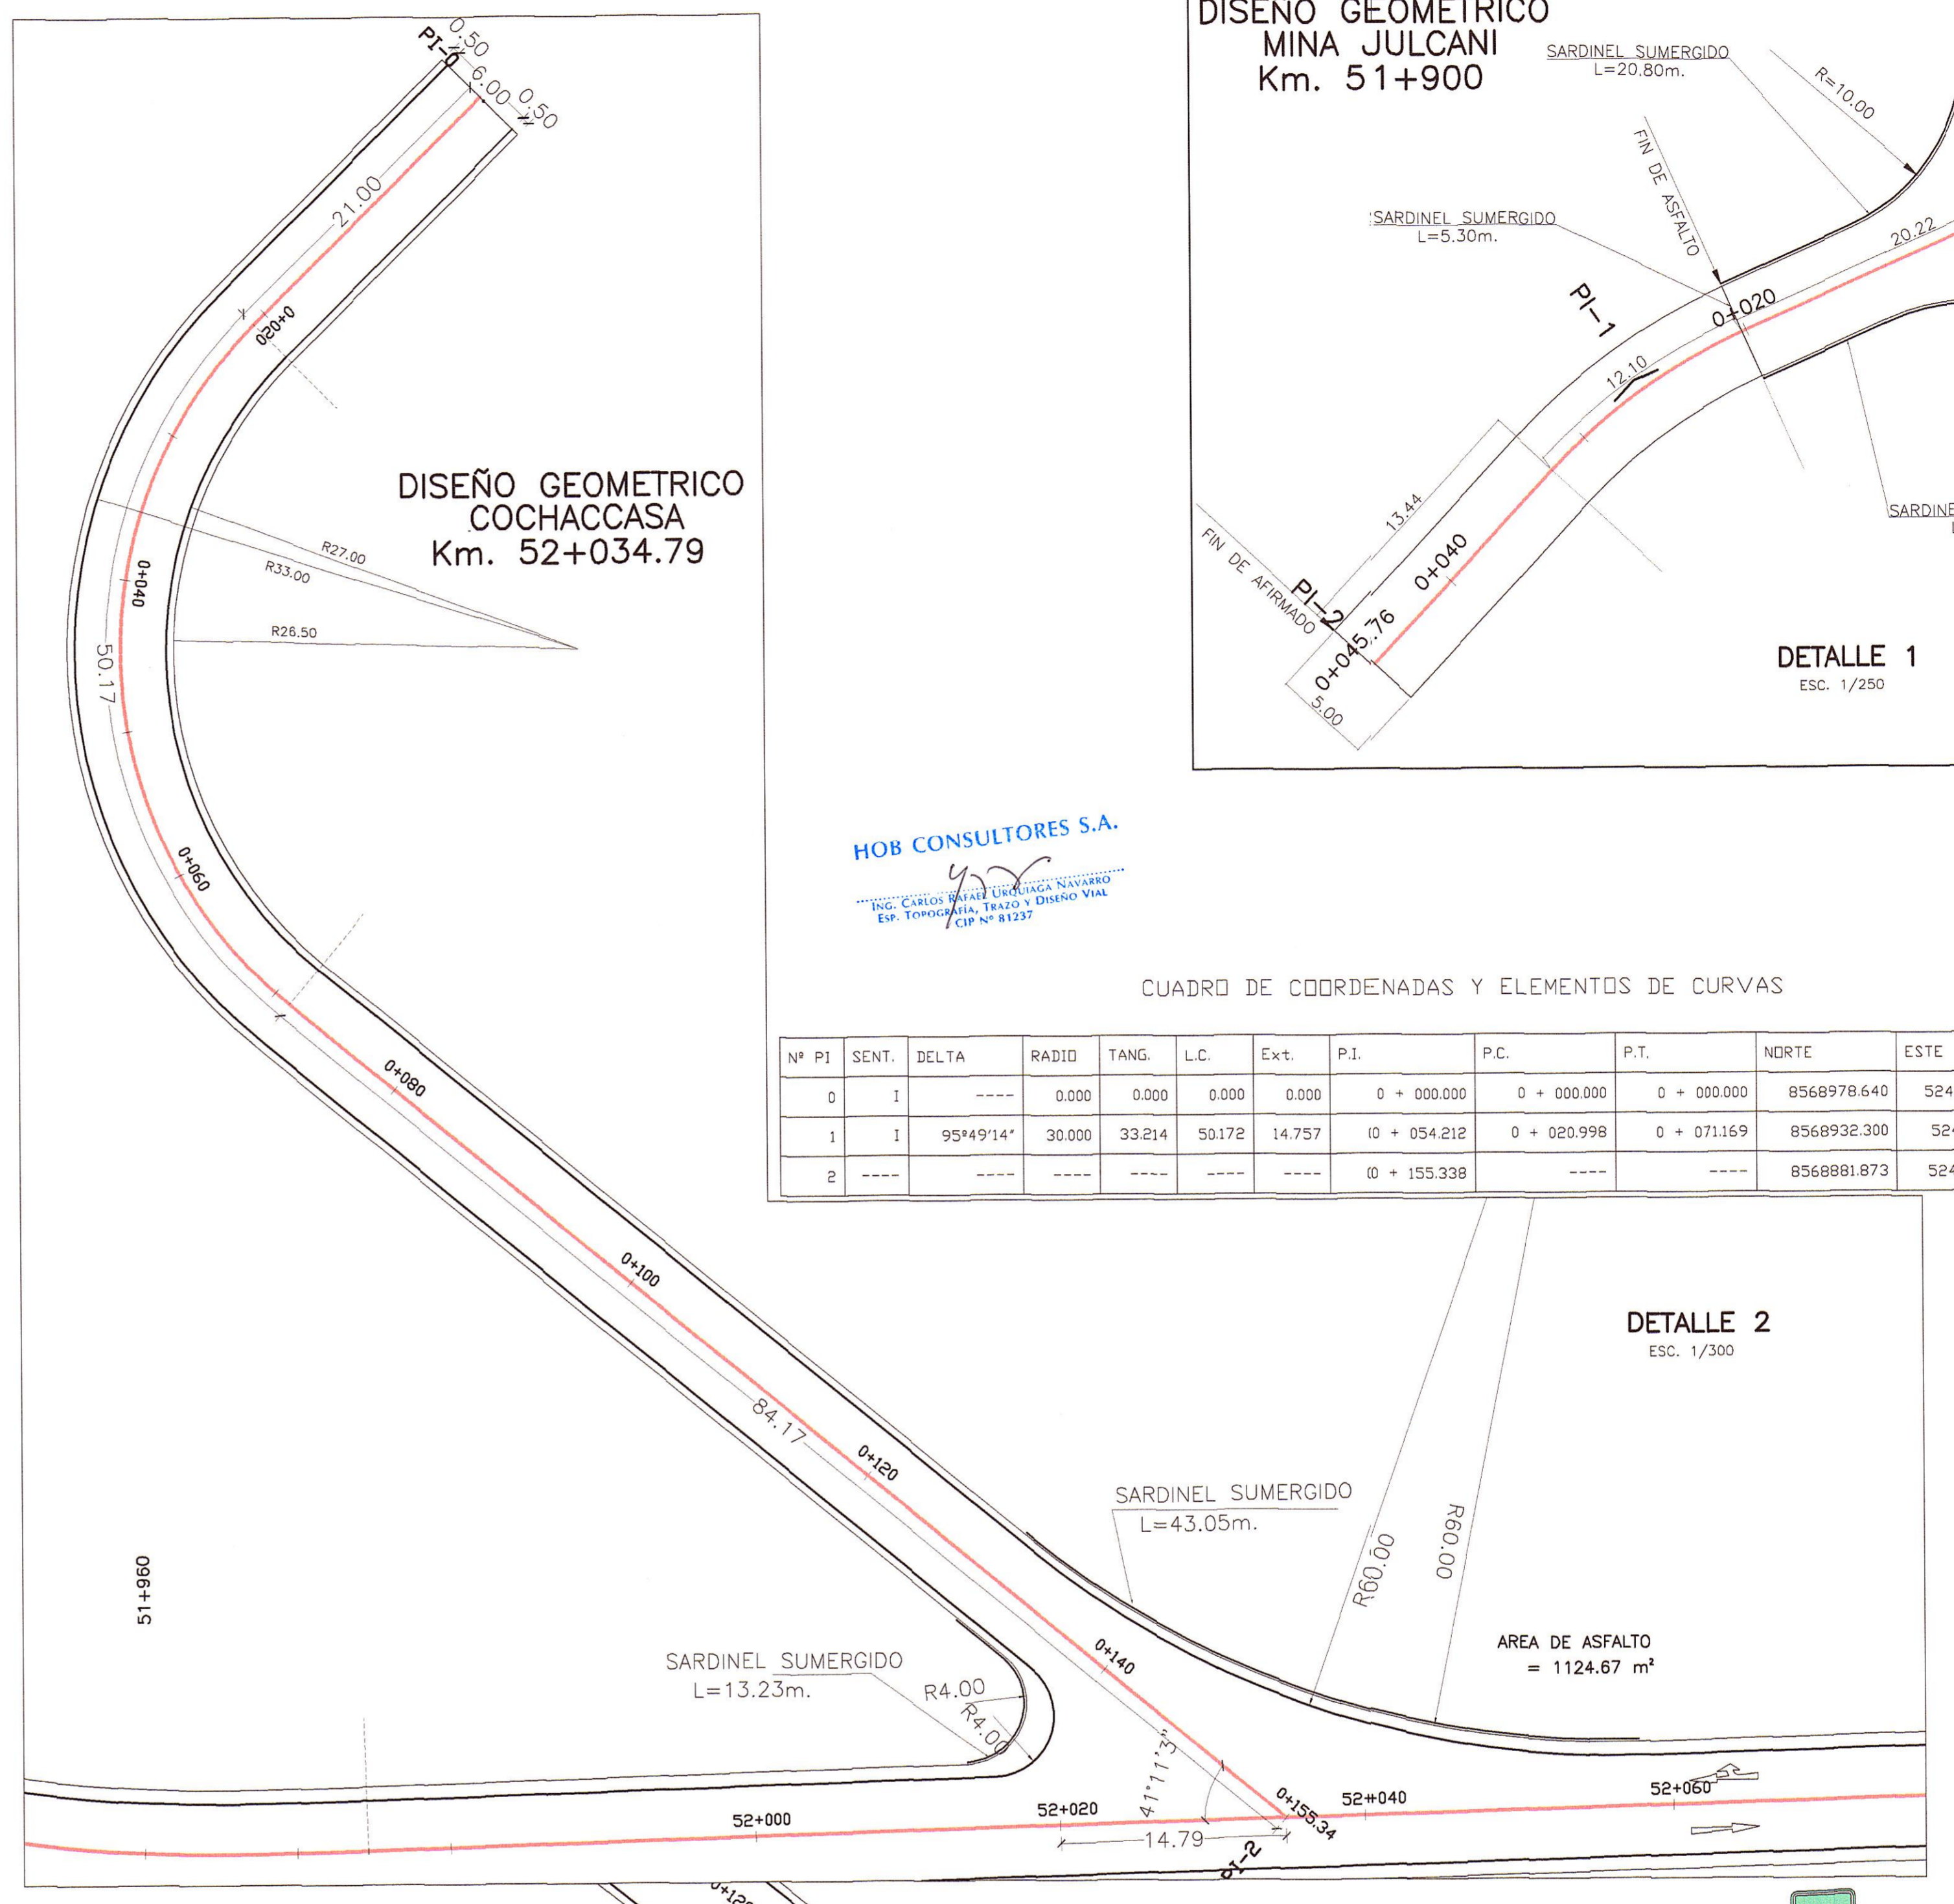 PI-0
0.50
6.00
0.50
21.00
0+020
DISEÑO GEOMETRICO
COCHACCASA
Km. 52+034.79
R27.00
R33.00
R26.50
0+040
50.17
0+060
0+080
0+100
84.17
0+120
0+140
0+155.34
PI-2
41°11'3"
14.79
51+960
52+000
52+020
52+040
52+060
SARDINEL SUMERGIDO
L=13.23m.
R4.00
R4.00
SARDINEL SUMERGIDO
L=43.05m.
R60.00
R60.00
AREA DE ASFALTO
= 1124.67 m²
DETALLE 2
ESC. 1/300
DISEÑO GEOMETRICO
MINA JULCANI
Km. 51+900
SARDINEL SUMERGIDO
L=20.80m.
R=10.00
FIN DE ASFALTO
SARDINEL SUMERGIDO
L=5.30m.
20.22
0+020
PI-1
12.10
13.44
0+040
FIN DE AFIRMADO
PI-2
0+045.76
5.00
DETALLE 1
ESC. 1/250
HOB CONSULTORES S.A.
ING. CARLOS RAFAEL URQUIAGA NAVARRO
ESP. TOPOGRAFÍA, TRAZO Y DISEÑO VIAL
CIP Nº 81237
CUADRO DE COORDENADAS Y ELEMENTOS DE CURVAS
Nº PI SENT. DELTA RADIO TANG. L.C. Ext. P.I. P.C. P.T. NORTE ESTE
0 I ---- 0.000 0.000 0.000 0.000 0 + 000.000 0 + 000.000 0 + 000.000 8568978.640 524
1 I 95º49'14" 30.000 33.214 50.172 14.757 (0 + 054.212 0 + 020.998 0 + 071.169 8568932.300 52
2 ---- ---- ---- ---- ---- ---- (0 + 155.338 ---- ---- 8568881.873 524